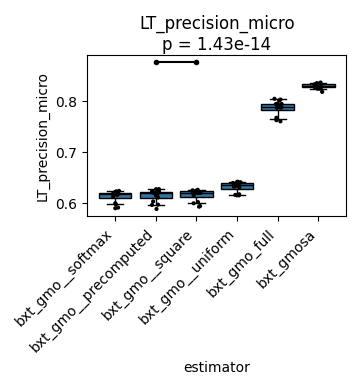 LT_precision_micro
p = 1.43e-14
LT_precision_micro
0.8
0.7
0.6
bxt_gmo__softmax
bxt_gmo__precomputed
bxt_gmo__square
bxt_gmo__uniform
bxt_gmo_full
bxt_gmosa
estimator